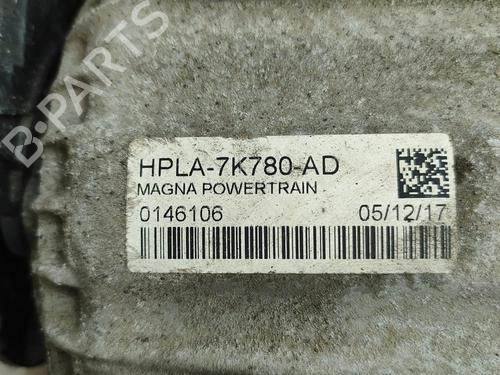 HPLA-7K780-AD
MAGNA POWERTRAIN
0146106 05/12/17
B-PARTS